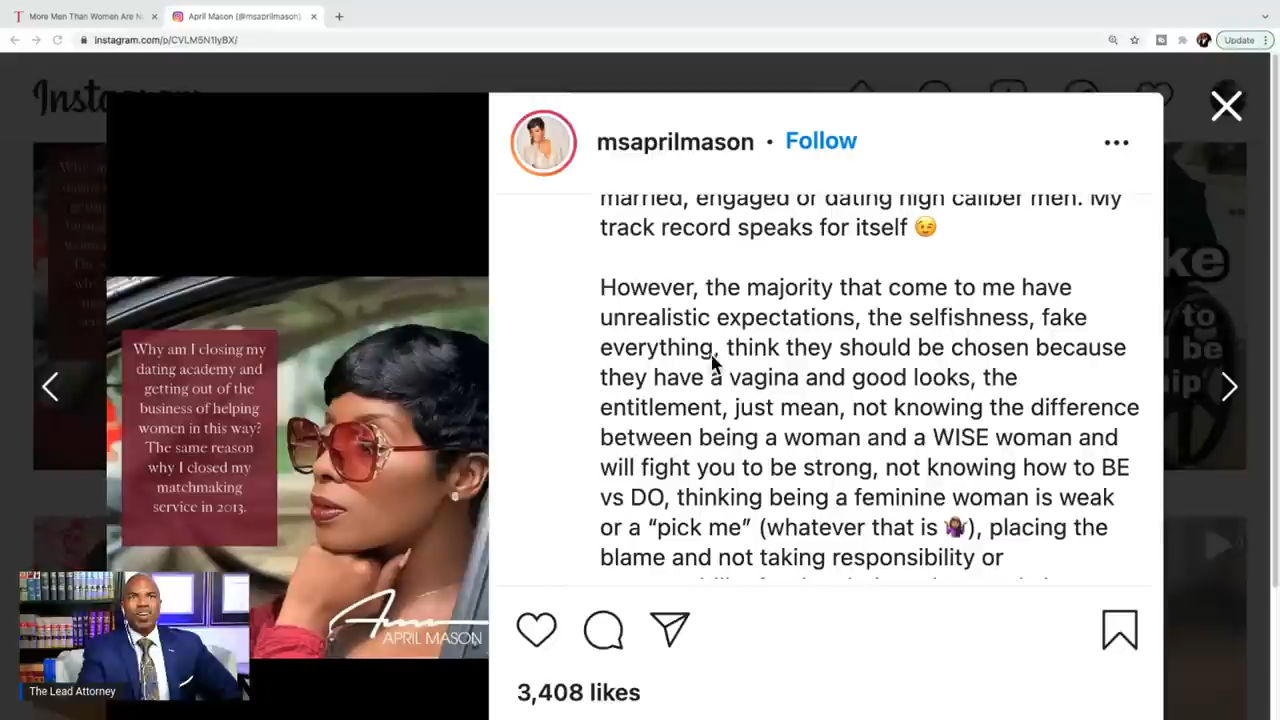 More Men Than Women Are N
April Mason (@msaprilmason)
instagram.com/p/CVLM5N1lyBX/
Update
msaprilmason • Follow
married, engaged or dating high caliber men. My
track record speaks for itself 😉
However, the majority that come to me have
unrealistic expectations, the selfishness, fake
everything, think they should be chosen because
they have a vagina and good looks, the
entitlement, just mean, not knowing the difference
between being a woman and a WISE woman and
will fight you to be strong, not knowing how to BE
vs DO, thinking being a feminine woman is weak
or a “pick me” (whatever that is 🤷🏾‍♀️), placing the
blame and not taking responsibility or
3,408 likes
Why am I closing my
dating academy and
getting out of the
business of helping
women in this way?
The same reason
why I closed my
matchmaking
service in 2013.
APRIL MASON
The Lead Attorney